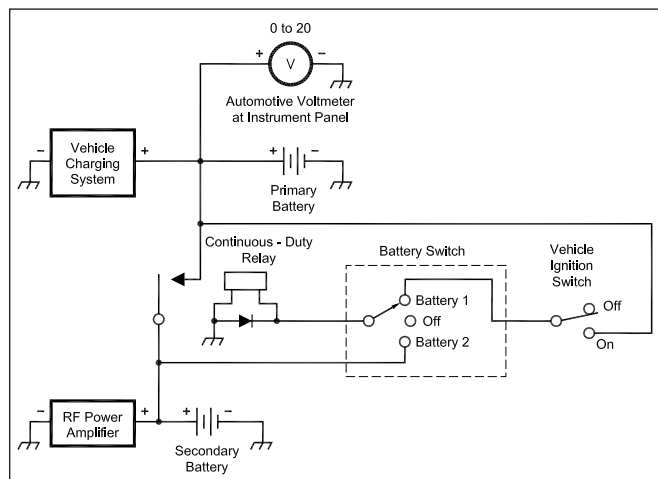 0 to 20
+
−
V
Automotive Voltmeter
at Instrument Panel
−
Vehicle
Charging
System
+
+
−
Primary
Battery
Continuous - Duty
Relay
Battery Switch
Vehicle
Ignition
Switch
Battery 1
Off
Off
Battery 2
On
−
RF Power
Amplifier
+
+
−
Secondary
Battery